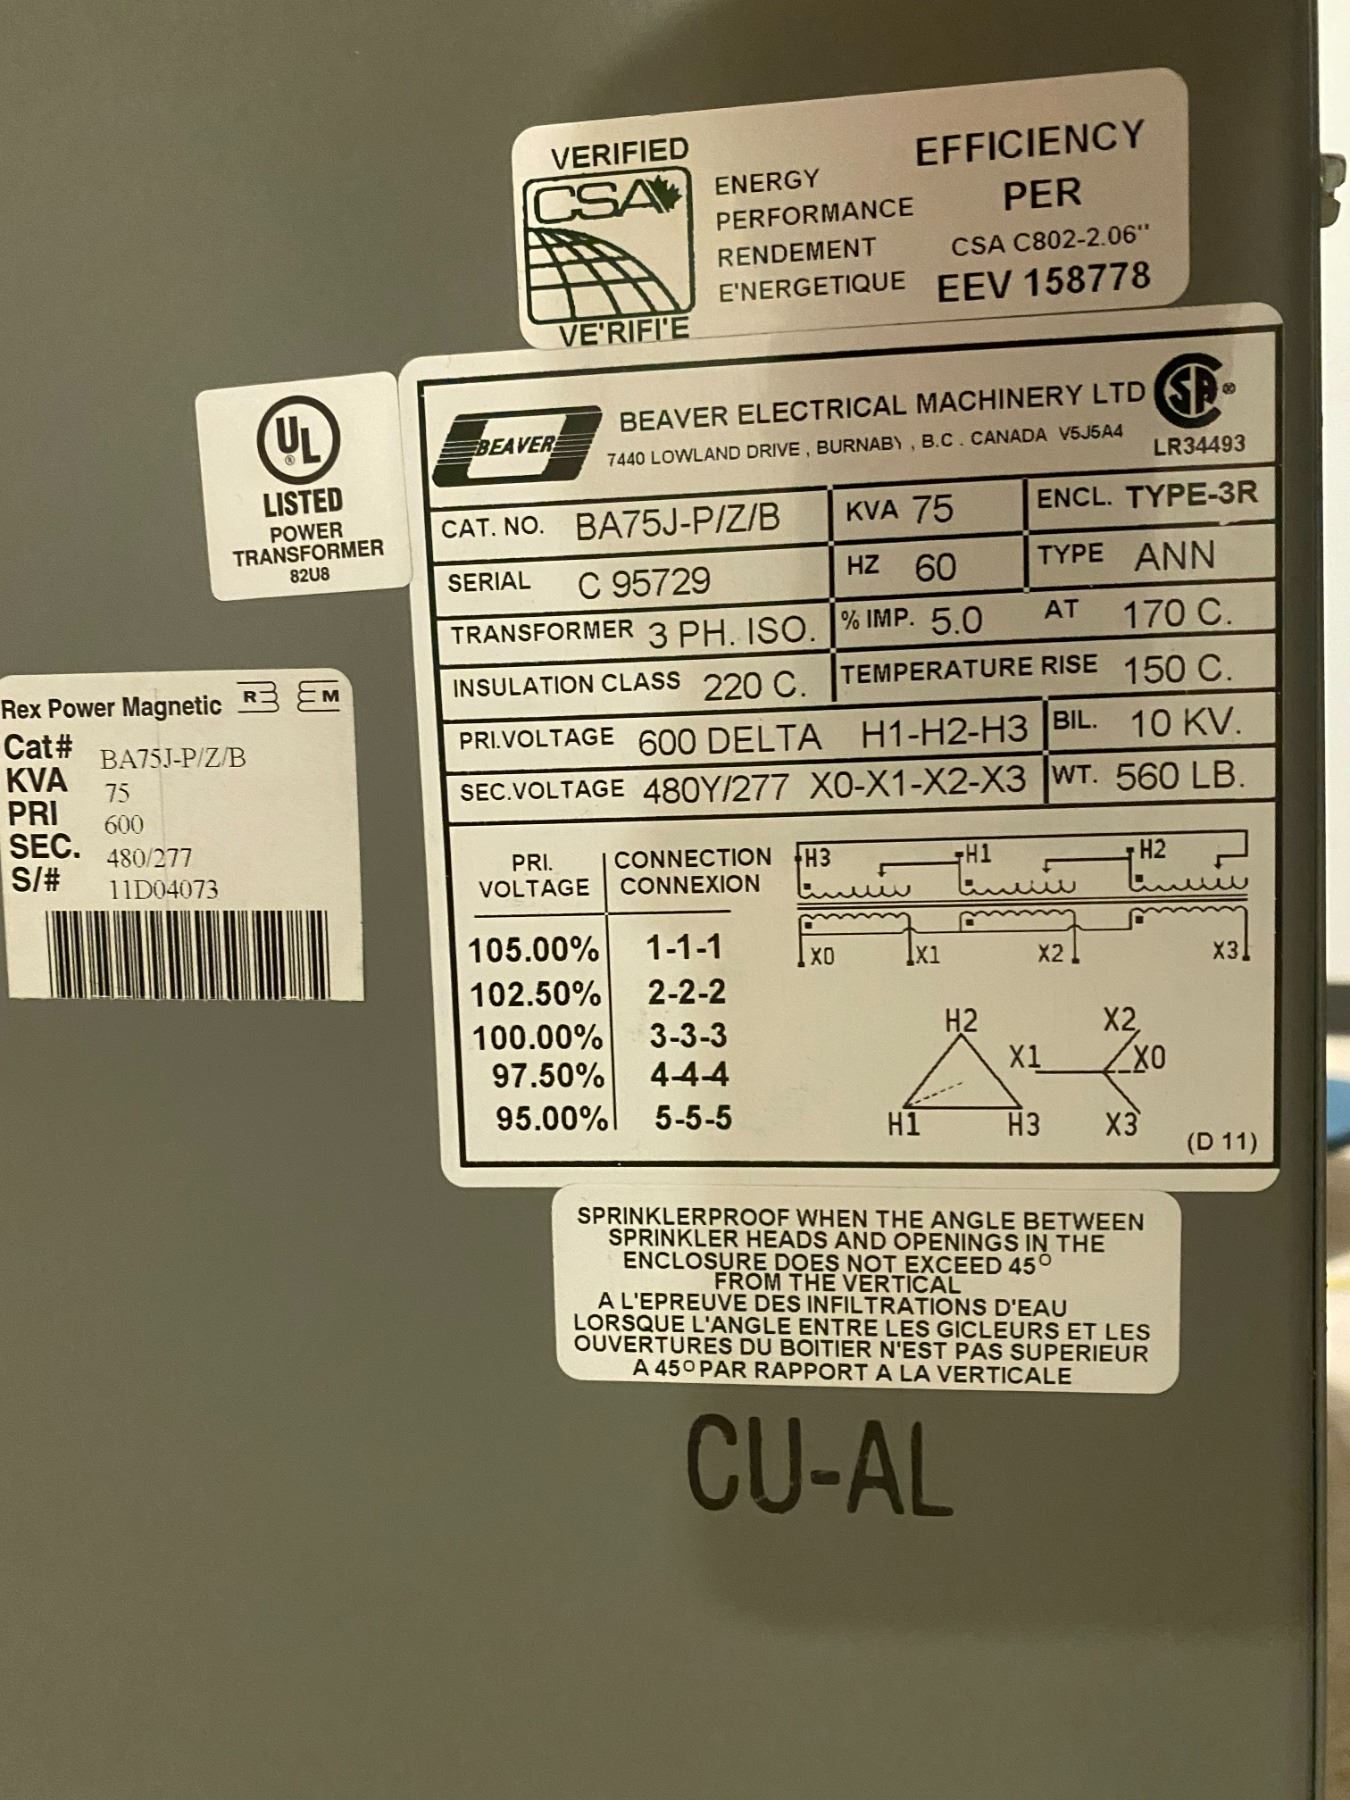 VERIFIED
CSA
VE'RIFI'E
ENERGY
PERFORMANCE
RENDEMENT
E'NERGETIQUE
EFFICIENCY
PER
CSA C802-2.06"
EEV 158778
UL
®
LISTED
POWER
TRANSFORMER
82U8
BEAVER
BEAVER ELECTRICAL MACHINERY LTD
7440 LOWLAND DRIVE , BURNABY , B.C . CANADA V5J5A4
SA ®
LR34493
CAT. NO. BA75J-P/Z/B KVA 75 ENCL. TYPE-3R
SERIAL C 95729 HZ 60 TYPE ANN
TRANSFORMER 3 PH. ISO. % IMP. 5.0 AT 170 C.
INSULATION CLASS 220 C. TEMPERATURE RISE 150 C.
PRI.VOLTAGE 600 DELTA H1-H2-H3 BIL. 10 KV.
SEC.VOLTAGE 480Y/277 X0-X1-X2-X3 WT. 560 LB.
PRI. CONNECTION
VOLTAGE CONNEXION
105.00% 1-1-1
102.50% 2-2-2
100.00% 3-3-3
97.50% 4-4-4
95.00% 5-5-5
H3 H1 H2
X0 X1 X2 X3
H2 X2
X1 X0
H1 H3 X3
(D 11)
Rex Power Magnetic R EM
Cat# BA75J-P/Z/B
KVA 75
PRI 600
SEC. 480/277
S/# 11D04073
SPRINKLERPROOF WHEN THE ANGLE BETWEEN
SPRINKLER HEADS AND OPENINGS IN THE
ENCLOSURE DOES NOT EXCEED 45°
FROM THE VERTICAL
A L'EPREUVE DES INFILTRATIONS D'EAU
LORSQUE L'ANGLE ENTRE LES GICLEURS ET LES
OUVERTURES DU BOITIER N'EST PAS SUPERIEUR
A 45° PAR RAPPORT A LA VERTICALE
CU-AL